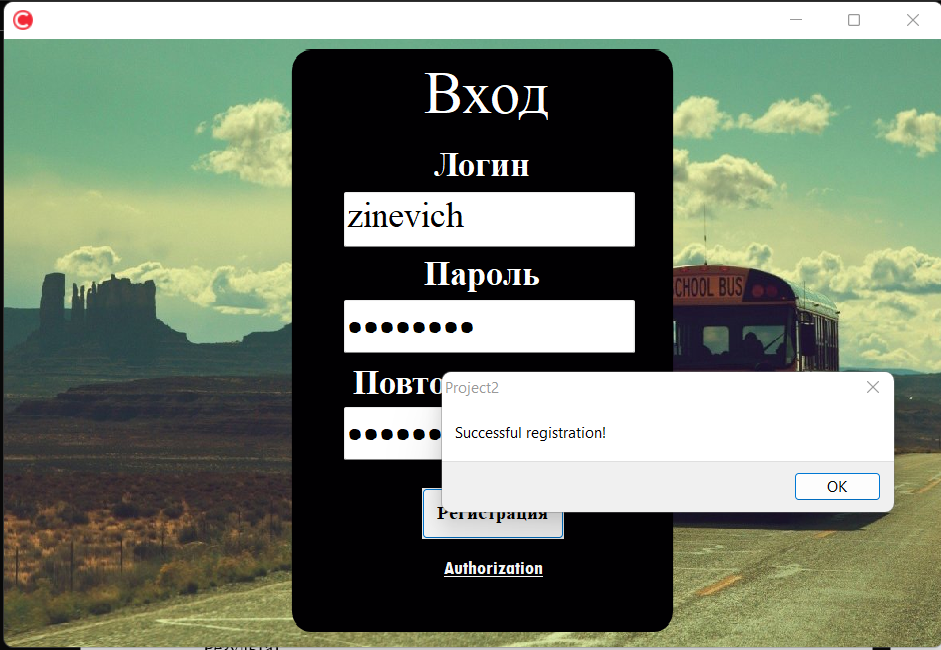 Вход
Логин
zinevich
SCHOOL BUS
Пароль
Project2
Successful registration!
OK
Регистрация
Authorization